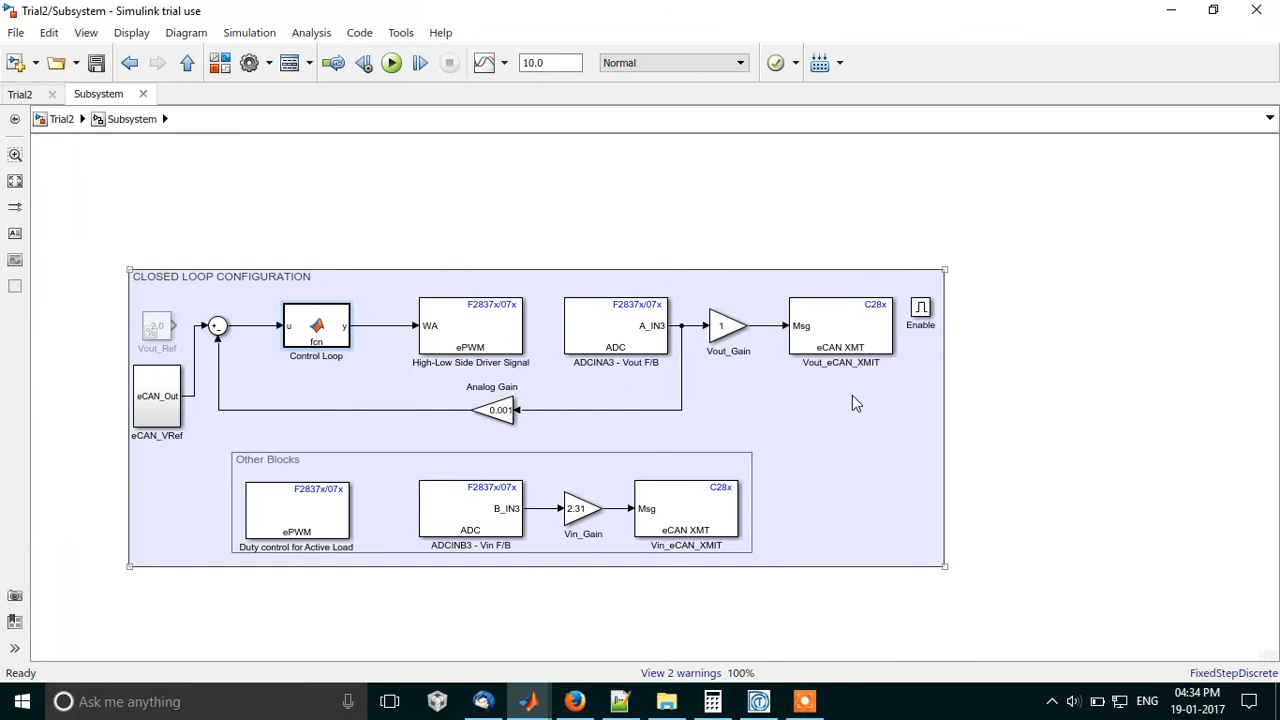 Trial2/Subsystem - Simulink trial use
File Edit View Display Diagram Simulation Analysis Code Tools Help
10.0 Normal
Trial2 Subsystem
Trial2 Subsystem
CLOSED LOOP CONFIGURATION
2.0
Vout_Ref
+_
u y
fcn
Control Loop
F2837x/07x
WA
ePWM
High-Low Side Driver Signal
F2837x/07x
A_IN3
ADC
ADCINA3 - Vout F/B
1
Vout_Gain
C28x
Msg
eCAN XMT
Vout_eCAN_XMIT
Enable
eCAN_Out
eCAN_VRef
Analog Gain
0.001
Other Blocks
F2837x/07x
ePWM
Duty control for Active Load
F2837x/07x
B_IN3
ADC
ADCINB3 - Vin F/B
2.31
Vin_Gain
C28x
Msg
eCAN XMT
Vin_eCAN_XMIT
Ready View 2 warnings 100% FixedStepDiscrete
Ask me anything
ENG
04:34 PM
19-01-2017